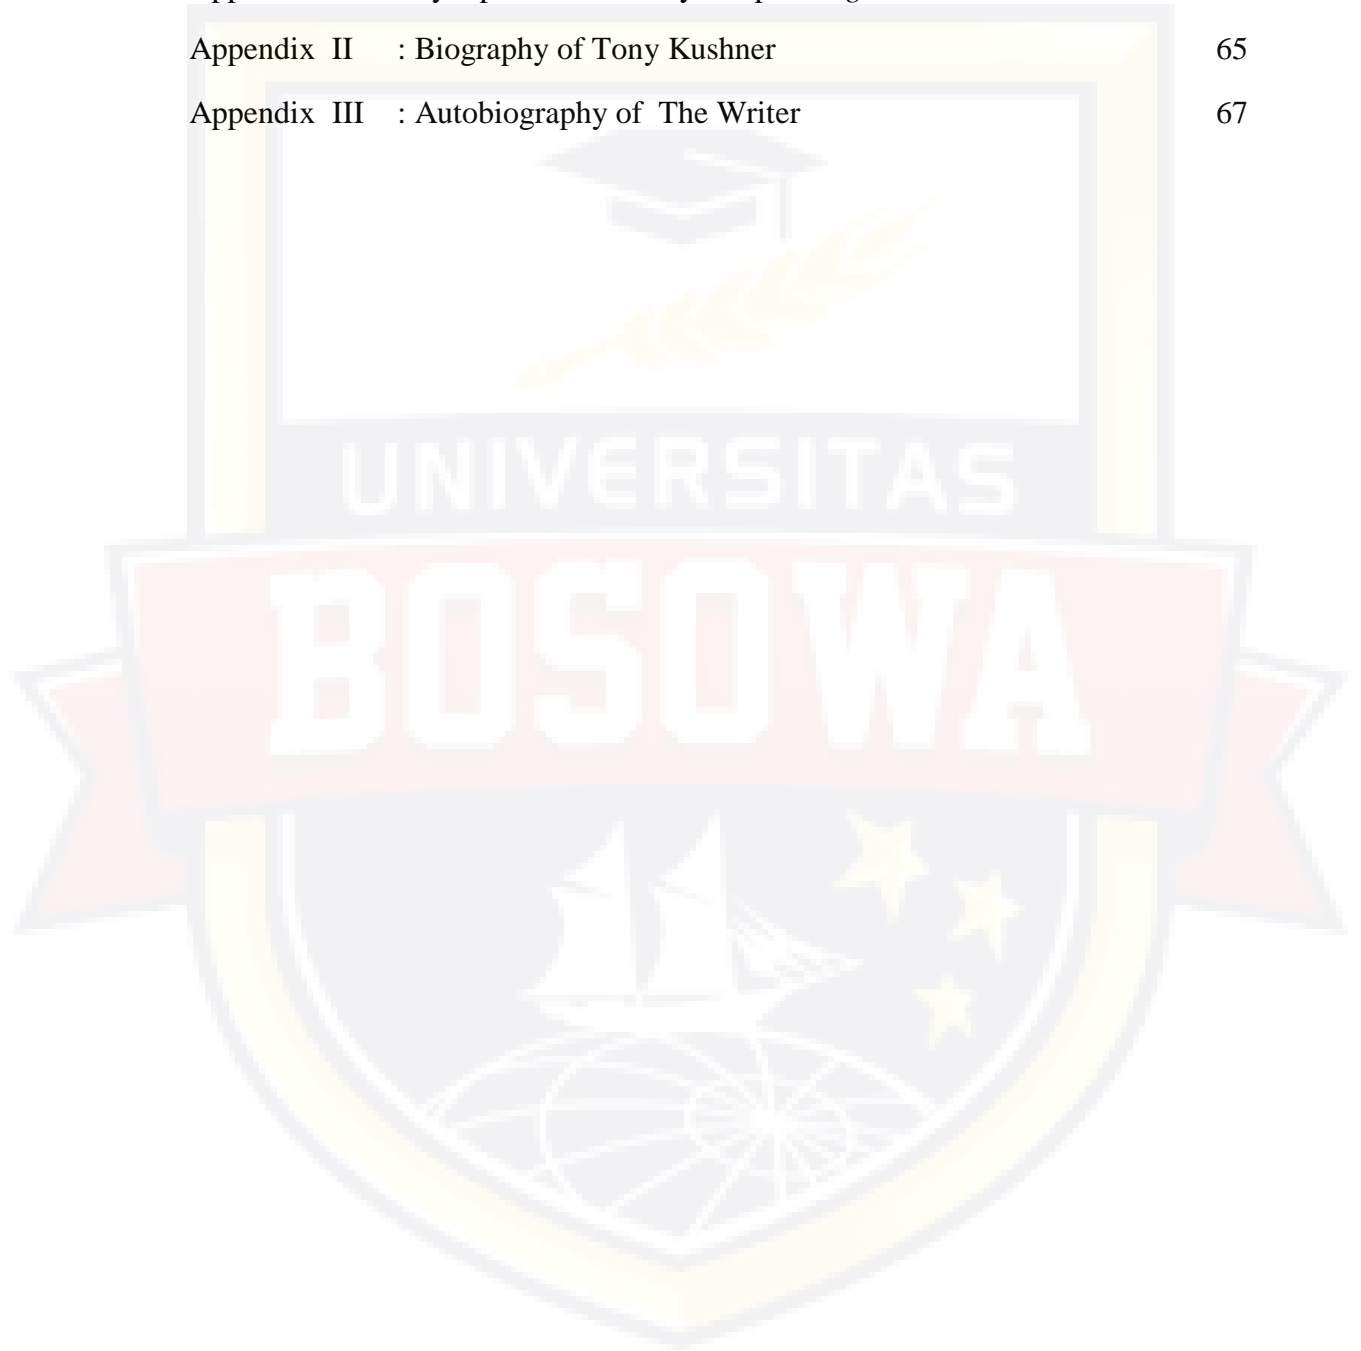 Appendix II : Biography of Tony Kushner 65
Appendix III : Autobiography of The Writer 67
UNIVERSITAS
BOSOWA